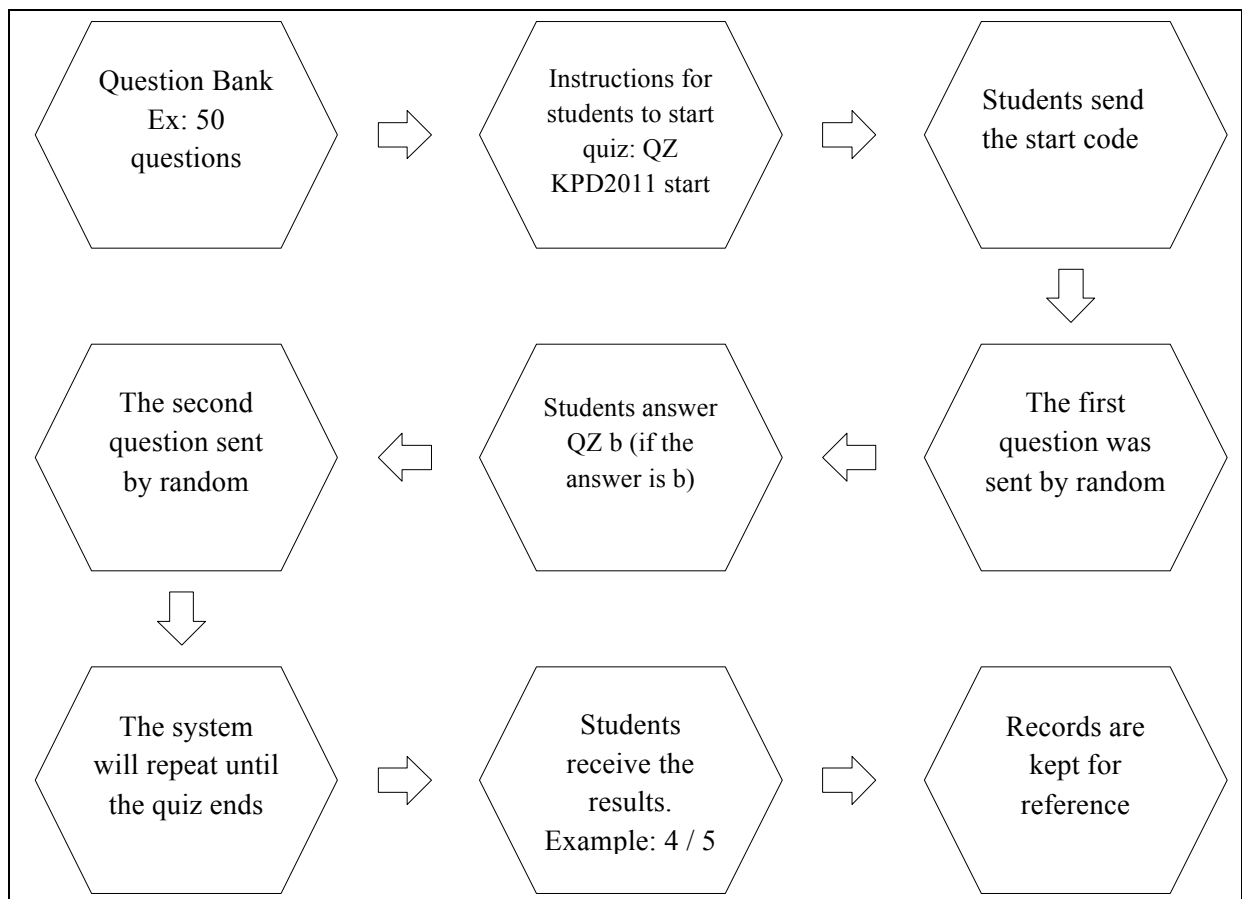 Question Bank
Ex: 50
questions
Instructions for
students to start
quiz: QZ
KPD2011 start
Students send
the start code
The first
question was
sent by random
Students answer
QZ b (if the
answer is b)
The second
question sent
by random
The system
will repeat until
the quiz ends
Students
receive the
results.
Example: 4 / 5
Records are
kept for
reference